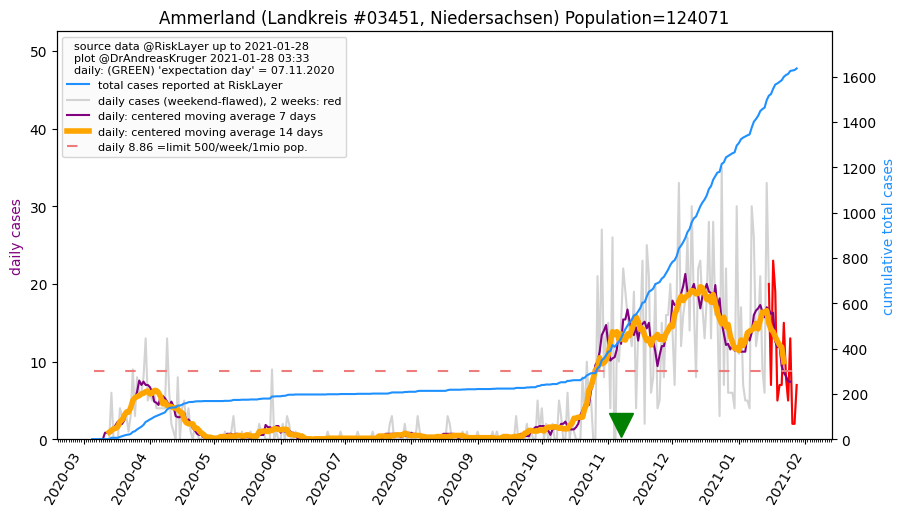 Ammerland (Landkreis #03451, Niedersachsen) Population=124071
source data @RiskLayer up to 2021-01-28
plot @DrAndreasKruger 2021-01-28 03:33
daily: (GREEN) 'expectation day' = 07.11.2020
total cases reported at RiskLayer
daily cases (weekend-flawed), 2 weeks: red
daily: centered moving average 7 days
daily: centered moving average 14 days
daily 8.86 =limit 500/week/1mio pop.
daily cases
50
40
30
20
10
0
cumulative total cases
1600
1400
1200
1000
800
600
400
200
0
2020-03
2020-04
2020-05
2020-06
2020-07
2020-08
2020-09
2020-10
2020-11
2020-12
2021-01
2021-02